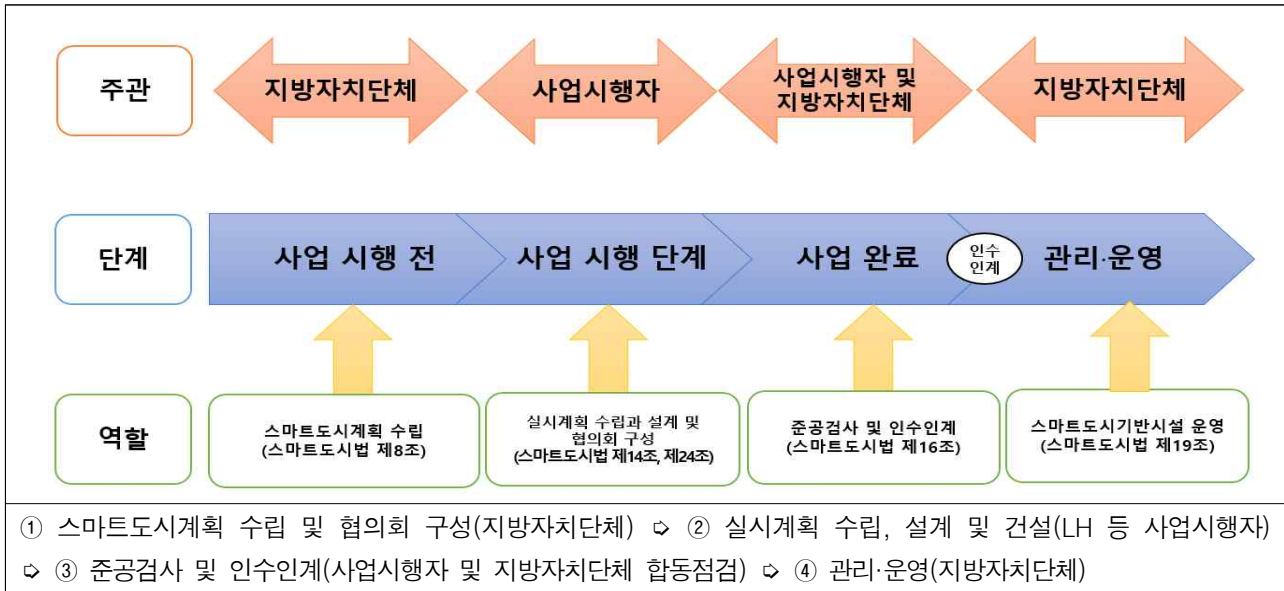 주관
지방자치단체
사업시행자
사업시행자 및
지방자치단체
지방자치단체
단계
사업 시행 전
사업 시행 단계
사업 완료
인수
인계
관리·운영
역할
스마트도시계획 수립
(스마트도시법 제8조)
실시계획 수립과 설계 및
협의회 구성
(스마트도시법 제14조, 제24조)
준공검사 및 인수인계
(스마트도시법 제16조)
스마트도시기반시설 운영
(스마트도시법 제19조)
① 스마트도시계획 수립 및 협의회 구성(지방자치단체) ➭ ② 실시계획 수립, 설계 및 건설(LH 등 사업시행자)
➭ ③ 준공검사 및 인수인계(사업시행자 및 지방자치단체 합동점검) ➭ ④ 관리·운영(지방자치단체)